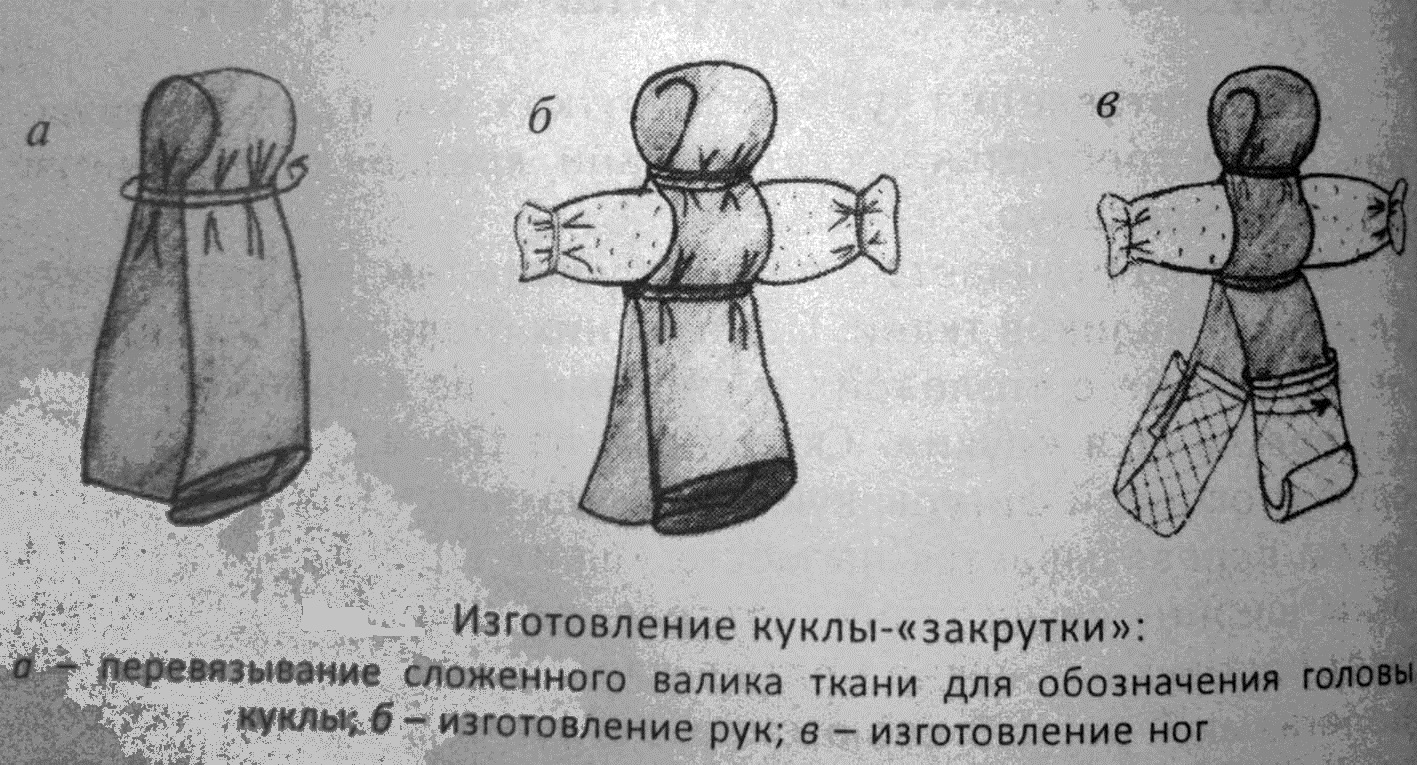 а
б
в
Изготовление куклы-«закрутки»:
а – перевязывание сложенного валика ткани для обозначения головы
куклы; б – изготовление рук; в – изготовление ног